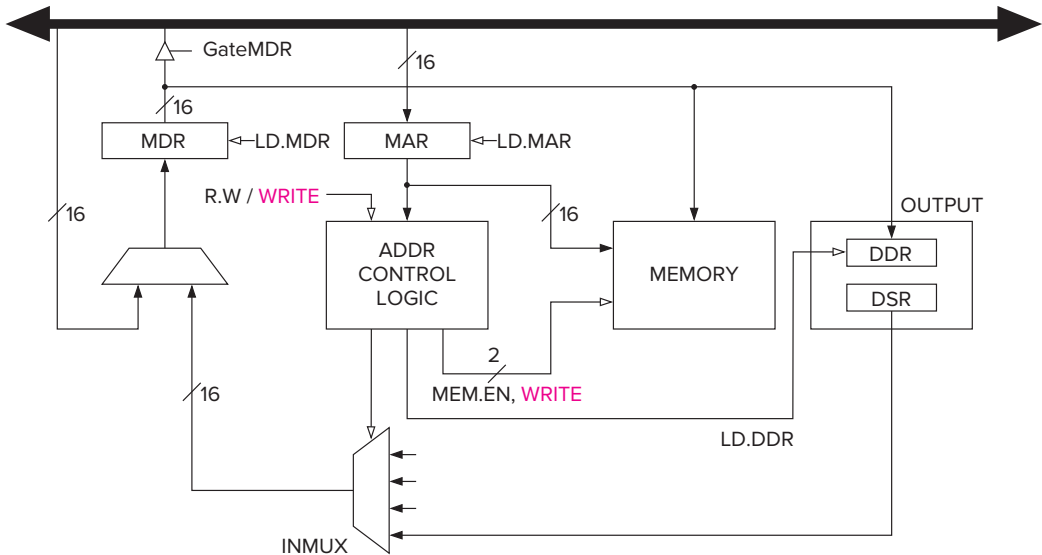 GateMDR
16
16
MDR
LD.MDR
MAR
LD.MAR
R.W / WRITE
16
16
OUTPUT
ADDR
CONTROL
LOGIC
MEMORY
DDR
DSR
2
MEM.EN, WRITE
16
LD.DDR
INMUX